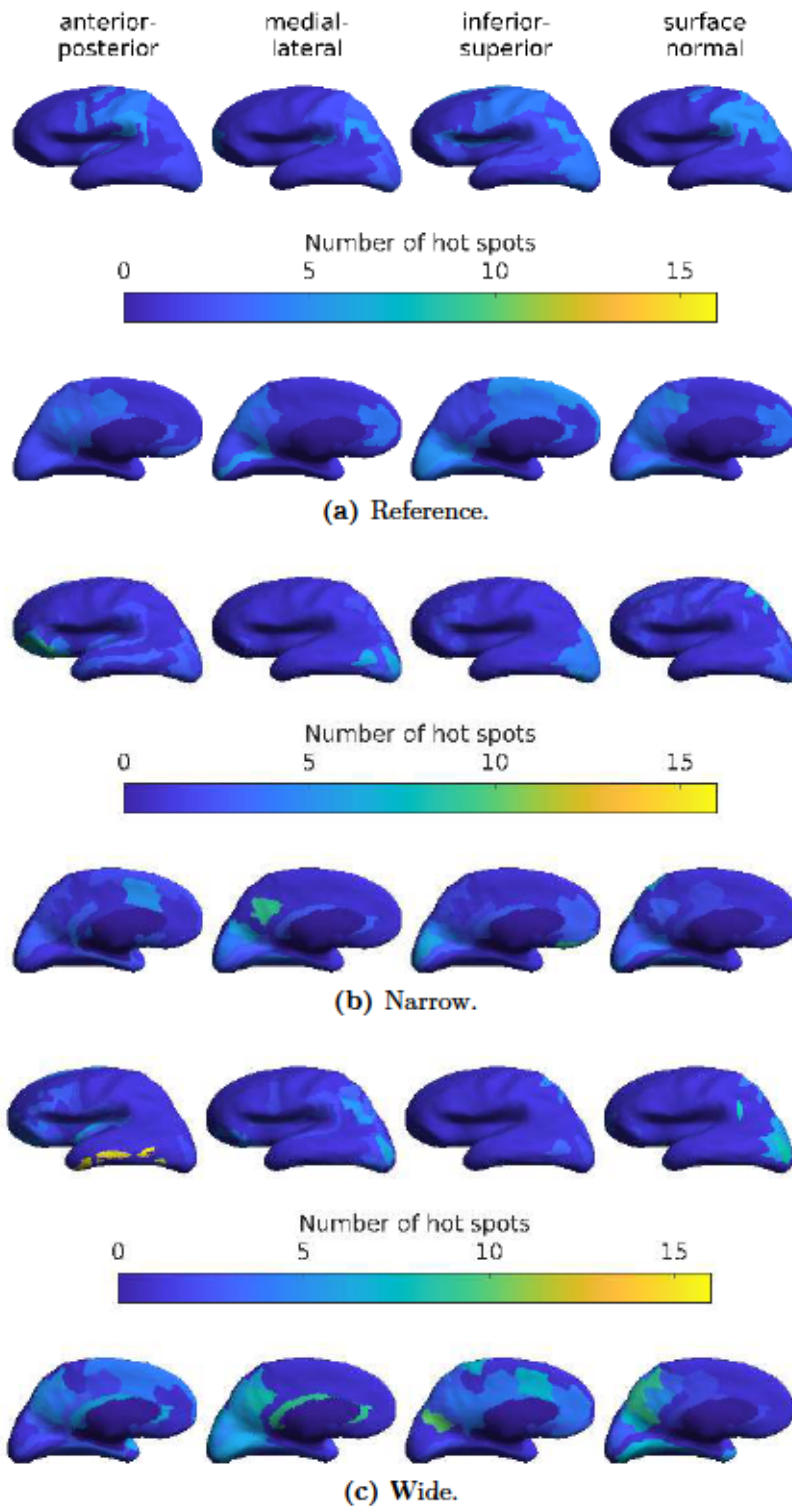 anterior-
posterior
medial-
lateral
inferior-
superior
surface
normal
Number of hot spots
0 5 10 15
(a) Reference.
Number of hot spots
0 5 10 15
(b) Narrow.
Number of hot spots
0 5 10 15
(c) Wide.